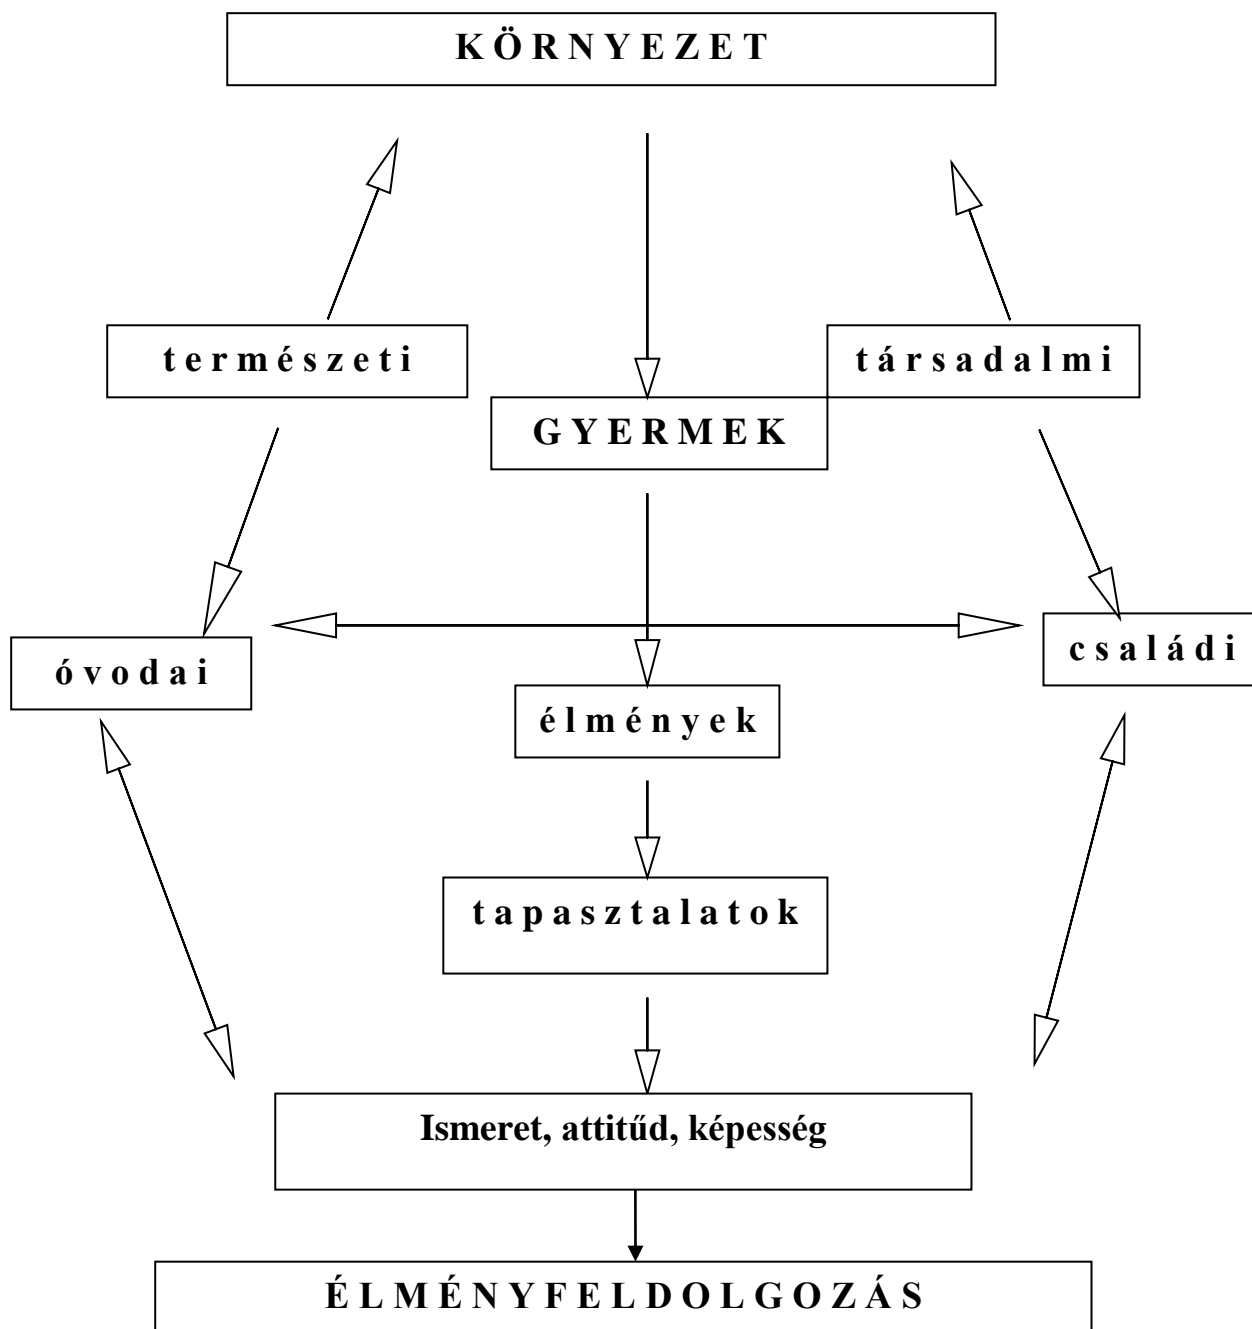 K Ö R N Y E Z E T
t e r m é s z e t i
t á r s a d a l m i
G Y E R M E K
ó v o d a i
c s a l á d i
é l m é n y e k
t a p a s z t a l a t o k
Ismeret, attitűd, képesség
É L M É N Y F E L D O L G O Z Á S